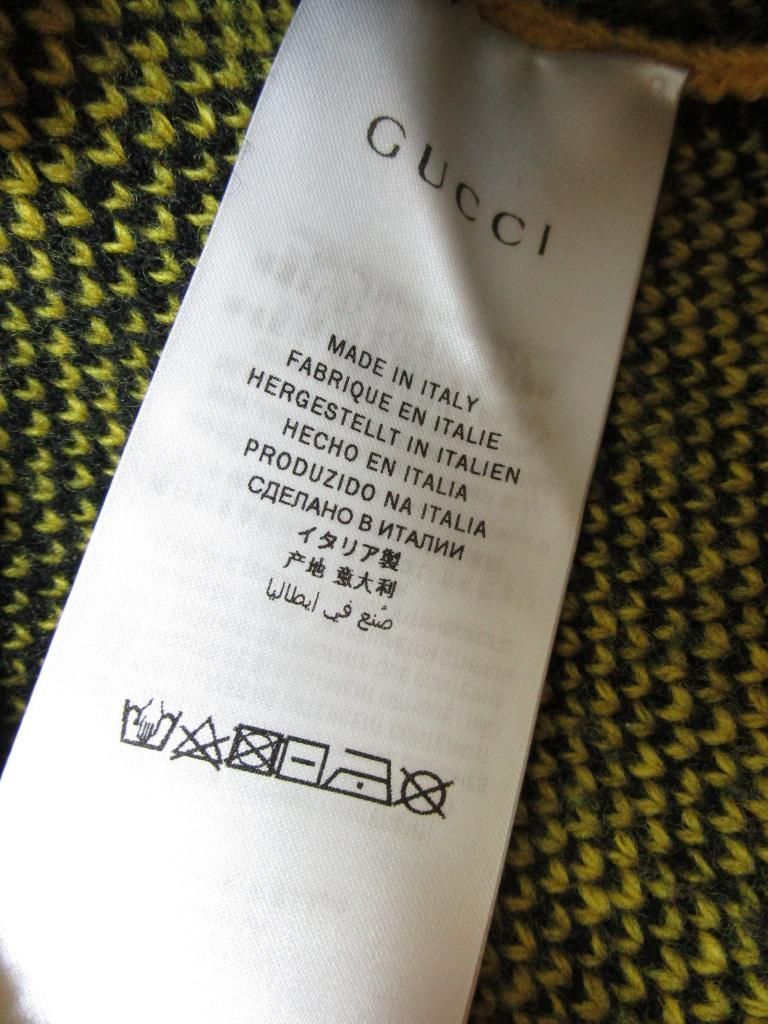 GUCCI
MADE IN ITALY
FABRIQUE EN ITALIE
HERGESTELLT IN ITALIEN
HECHO EN ITALIA
PRODUZIDO NA ITALIA
СДЕЛАНО В ИТАЛИИ
イタリア製
产地 意大利
صُنع في ايطاليا